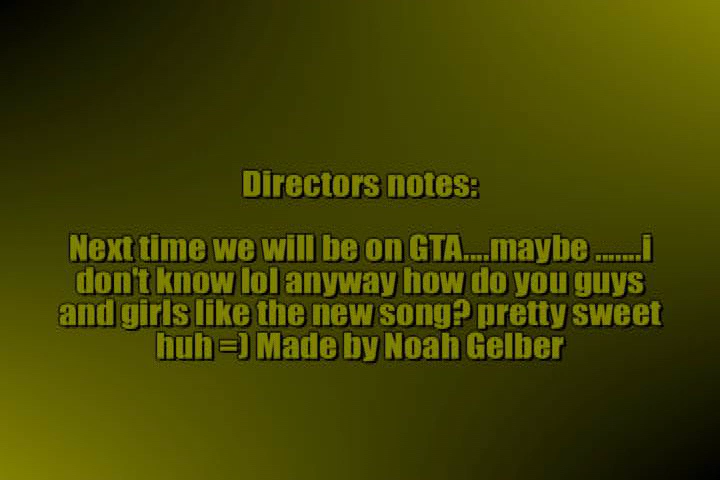 Directors notes:
Next time we will be on GTA....maybe .......i
don't know lol anyway how do you guys
and girls like the new song? pretty sweet
huh =) Made by Noah Gelber